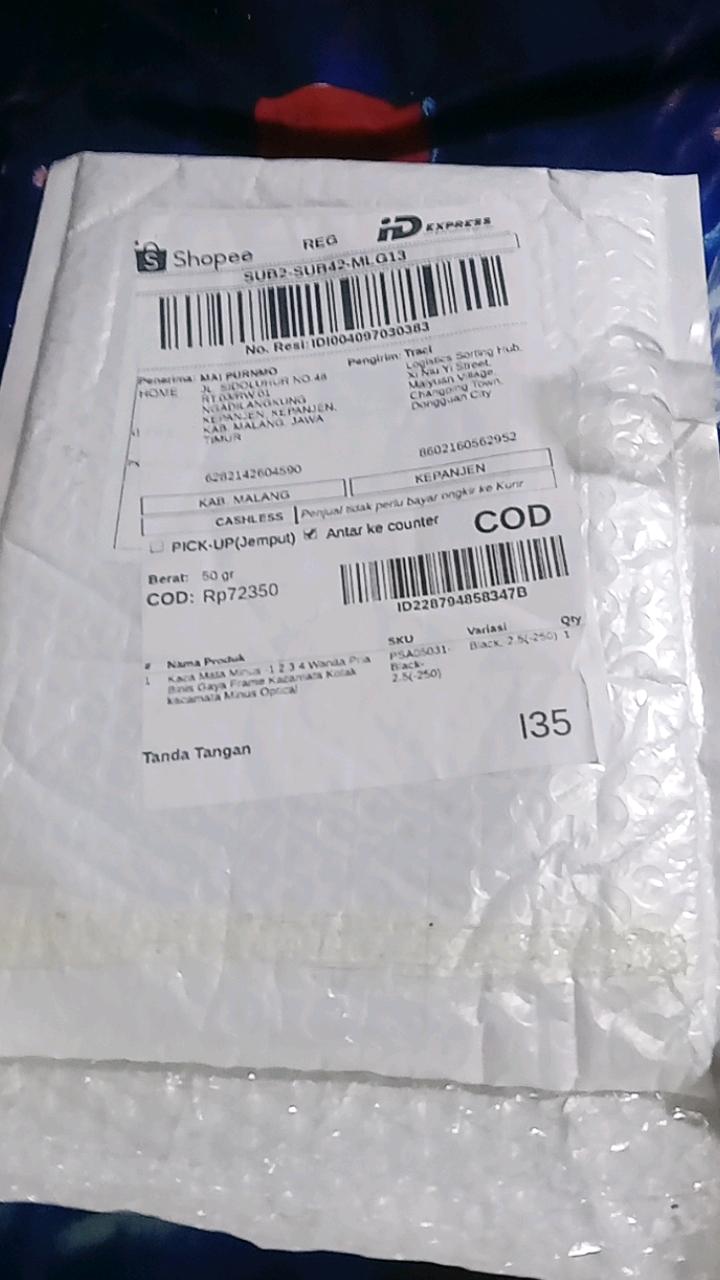 Shopee
REG
iD EXPRESS
SUB2-SUB42-MLG13
No. Resi: IDI004097030383
Penerima: MAI PURNMO
HOME
JL. SIDOLUHUR NO.48
RT.03/RW.01
NGADILANGKUNG
KEPANJEN, KEPANJEN,
KAB. MALANG, JAWA
TIMUR
6282142604590
Pengirim: Traci
Logistics Sorting Hub,
Xi Niu Yi Street,
Maiyuan Village,
Changping Town,
Dongguan City
8602160562952
KAB. MALANG
KEPANJEN
CASHLESS
Penjual tidak perlu bayar ongkir ke Kurir
PICK-UP(Jemput)
Antar ke counter
COD
Berat: 50 gr
COD: Rp72350
ID228794858347B
# Nama Produk SKU Variasi Qty
1 Kaca Mata Minus 1 2 3 4 Wanita Pria PSA05031- Black, 2.5(-250) 1
Binis Gaya Frame Kacamata Kotak Black-
kacamata Minus Optical 2.5(-250)
I35
Tanda Tangan